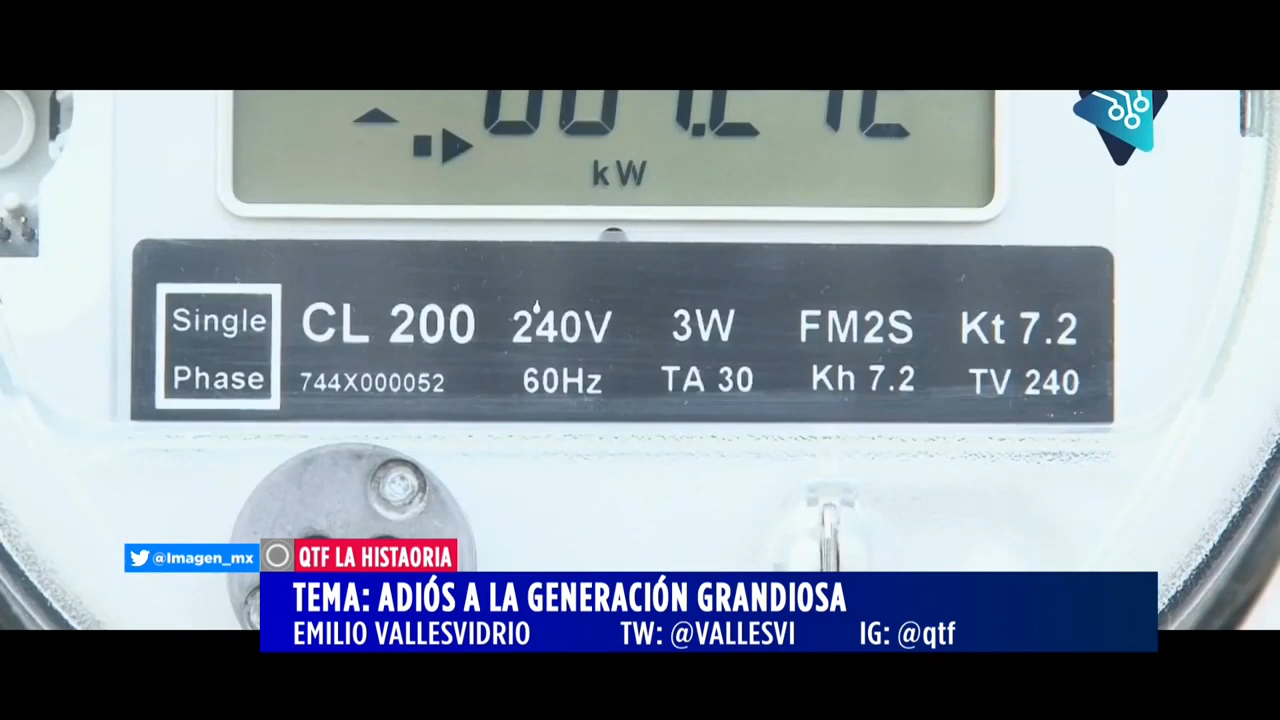 kW
Single
Phase
CL 200 240V 3W FM2S Kt 7.2
744X000052 60Hz TA 30 Kh 7.2 TV 240
@Imagen_mx
QTF LA HISTAORIA
TEMA: ADIÓS A LA GENERACIÓN GRANDIOSA
EMILIO VALLESVIDRIO TW: @VALLESVI IG: @qtf